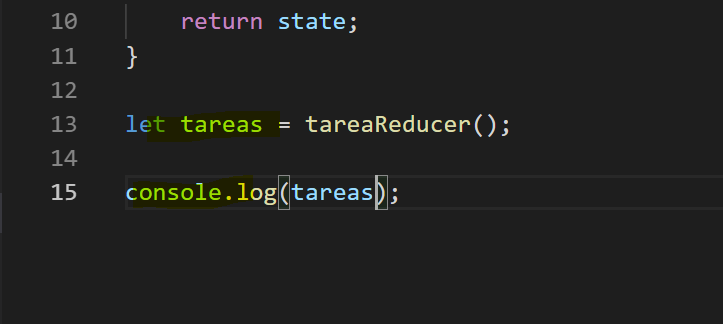 10 return state;
11 }
12
13 let tareas = tareaReducer();
14
15 console.log(tareas);